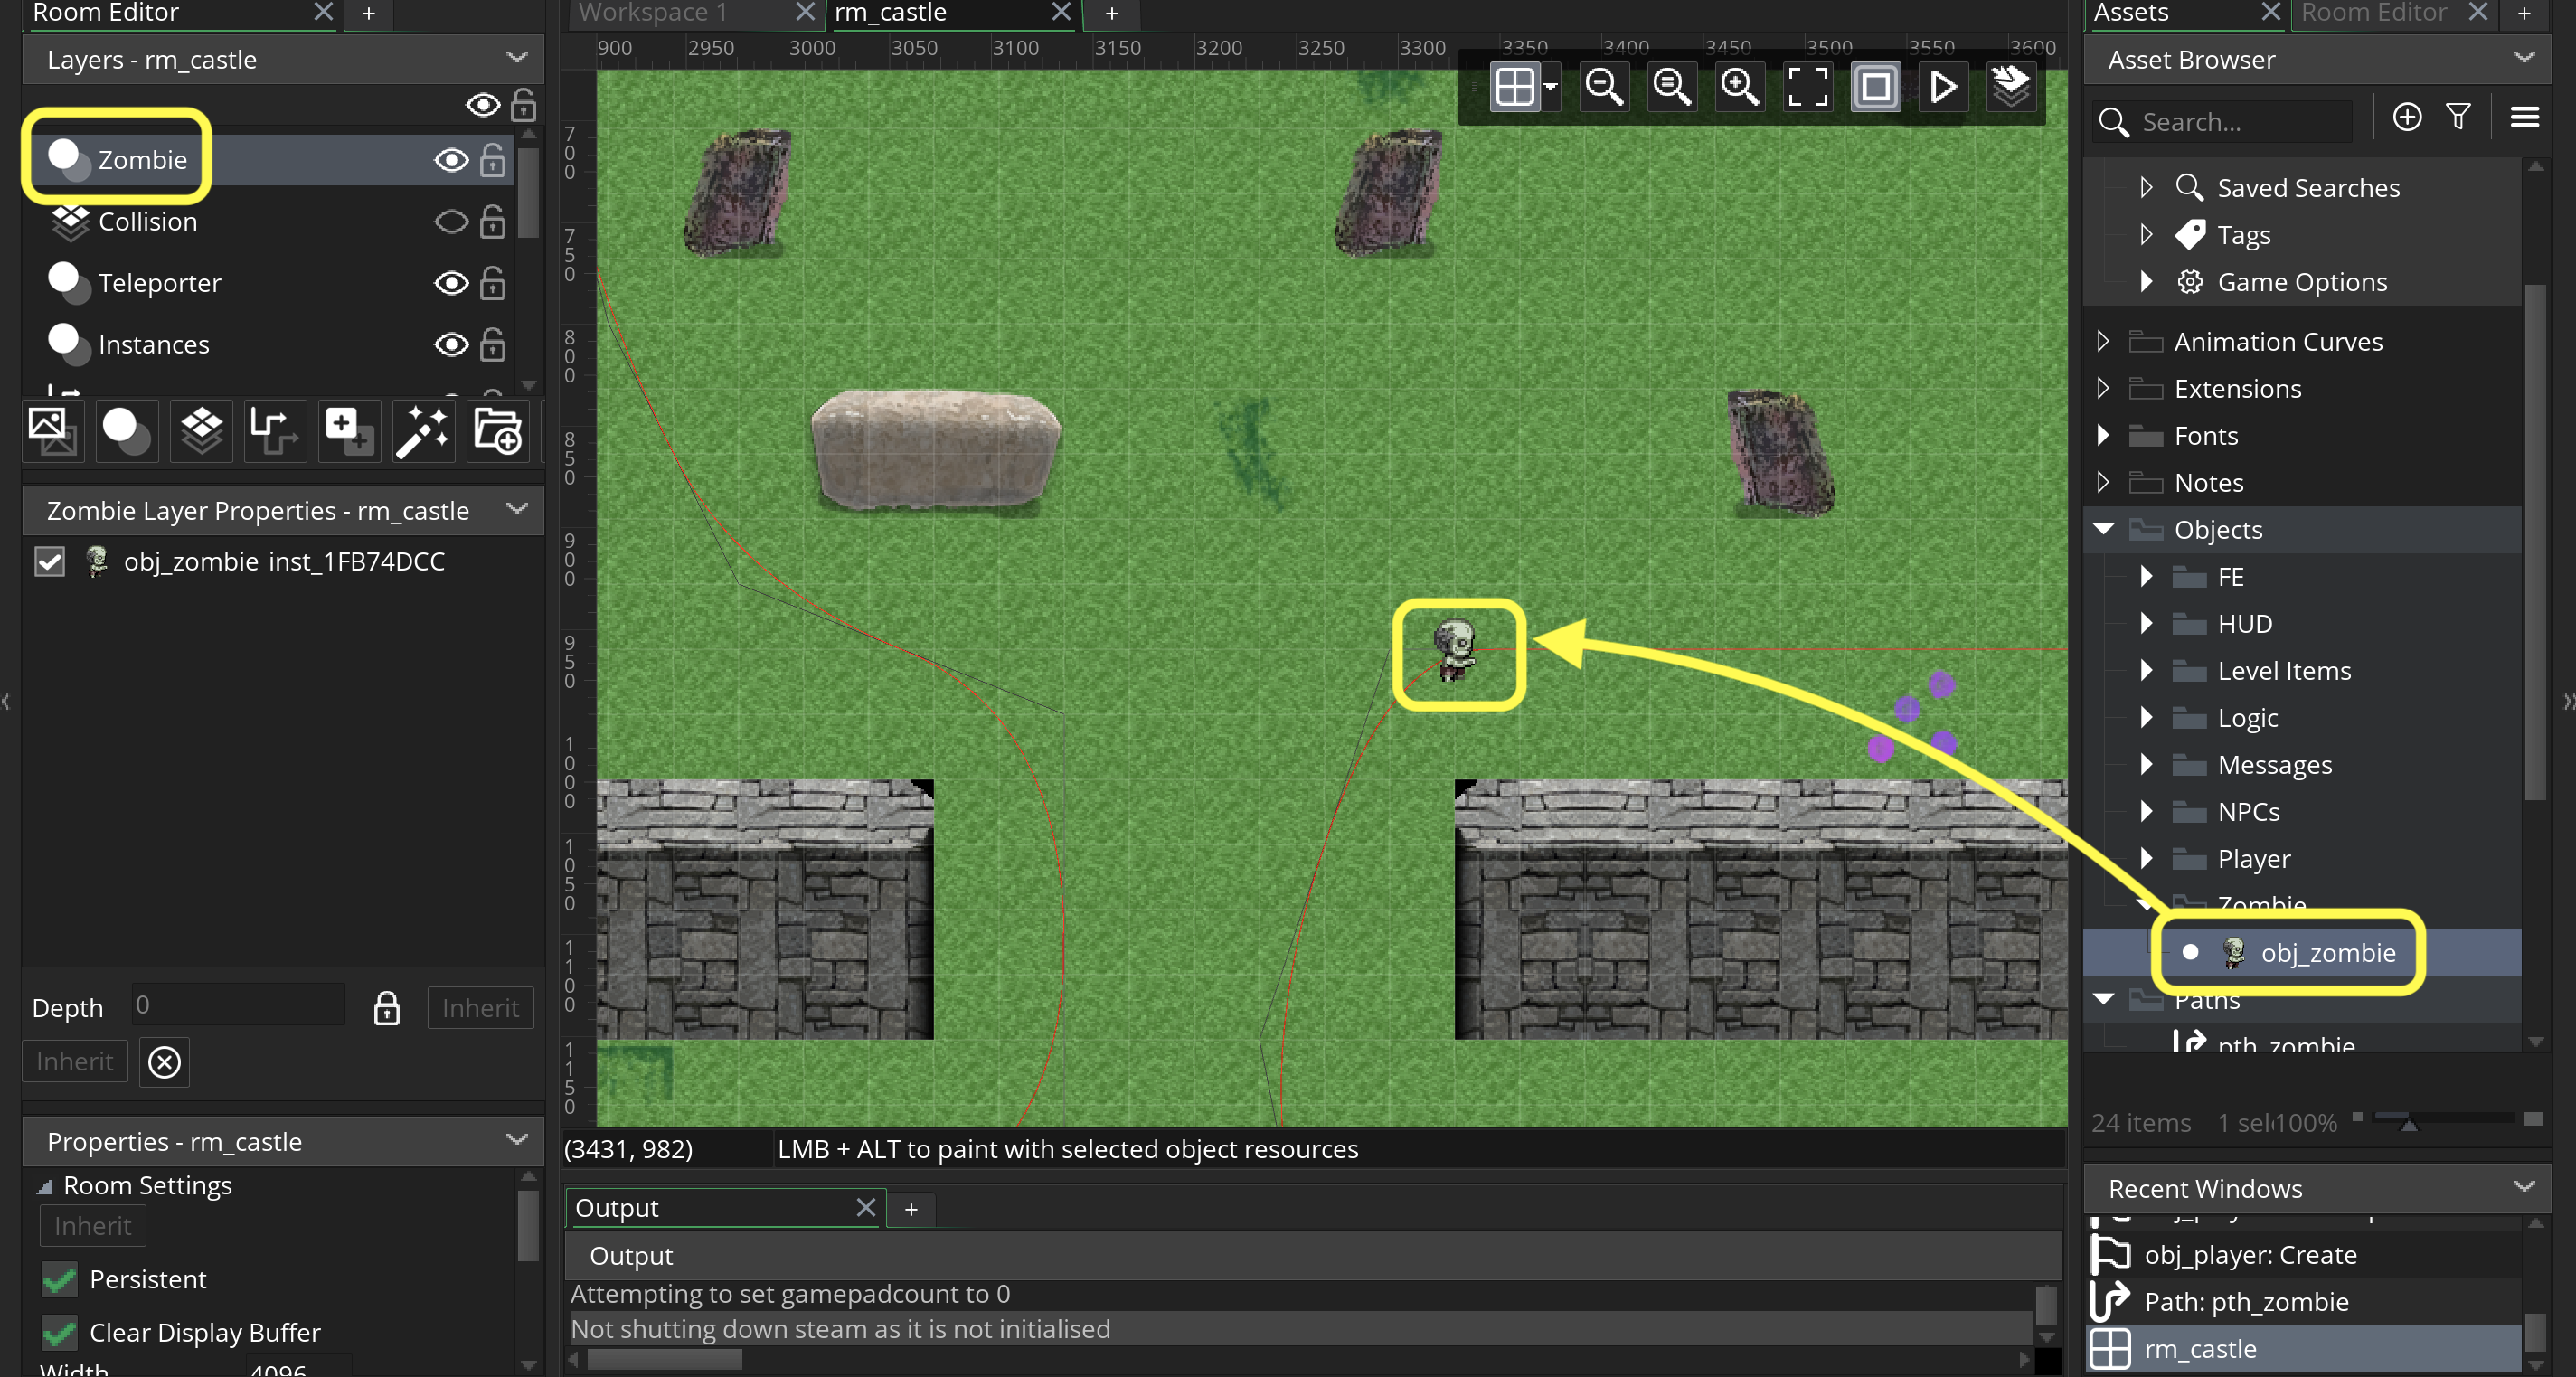 Room Editor
+
Workspace 1
rm_castle
+
Assets
Room Editor
+
Layers - rm_castle
900 2950 3000 3050 3100 3150 3200 3250 3300 3350 3400 3450 3500 3550 3600
Asset Browser
Search...
Zombie
Collision
Teleporter
Instances
Zombie Layer Properties - rm_castle
obj_zombie inst_1FB74DCC
Depth
0
Inherit
Inherit
Properties - rm_castle
Room Settings
Inherit
Persistent
Clear Display Buffer
Width
4096
700
750
800
850
900
950
1000
1050
1100
1150
(3431, 982)
LMB + ALT to paint with selected object resources
Output
+
Output
Attempting to set gamepadcount to 0
Not shutting down steam as it is not initialised
Saved Searches
Tags
Game Options
Animation Curves
Extensions
Fonts
Notes
Objects
FE
HUD
Level Items
Logic
Messages
NPCs
Player
Zombie
obj_zombie
Paths
pth_zombie
24 items
1 sel
100%
Recent Windows
obj_player: Create
Path: pth_zombie
rm_castle